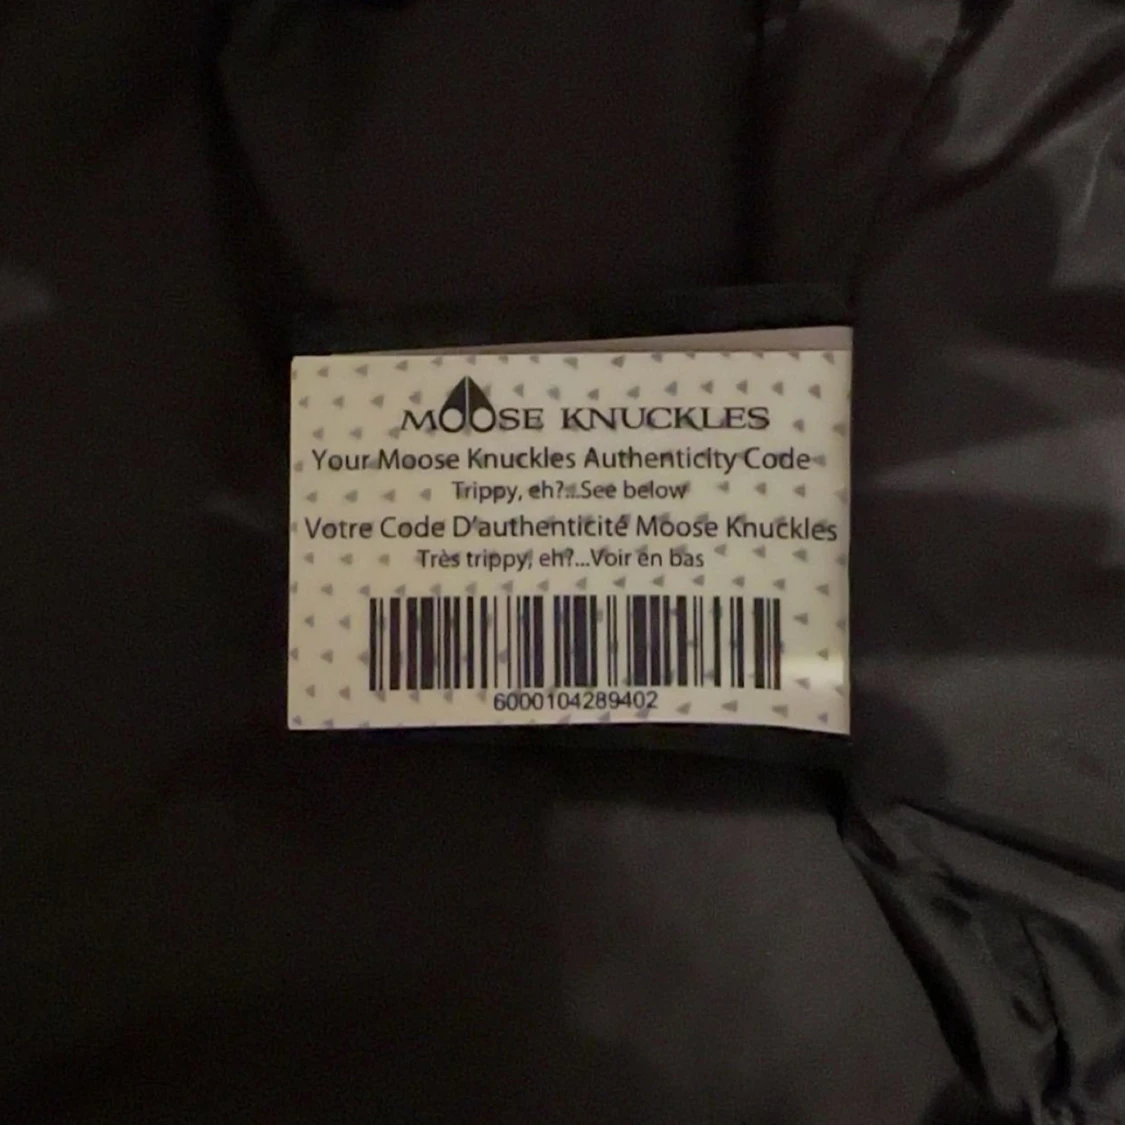 MOOSE KNUCKLES
Your Moose Knuckles Authenticity Code
Trippy, eh?...See below
Votre Code D'authenticité Moose Knuckles
Très trippy, eh?...Voir en bas
6000104289402